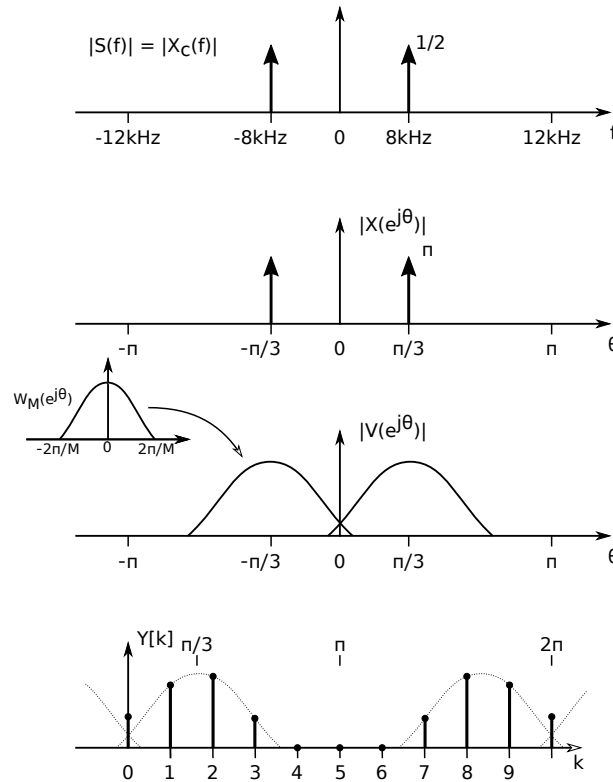 |S(f)| = |X_c(f)|
1/2
-12kHz -8kHz 0 8kHz 12kHz f
|X(e^jθ)|
π
-π -π/3 0 π/3 π θ
W_M(e^jθ)
-2π/M 0 2π/M
|V(e^jθ)|
-π -π/3 0 π/3 π θ
Y[k] π/3 π 2π
0 1 2 3 4 5 6 7 8 9 k